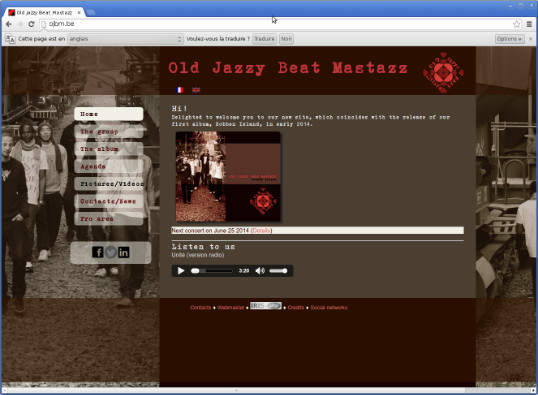 Old Jazzy Beat Mastazz
ojbm.be
Cette page est en anglais Voulez-vous la traduire ? Traduire Non Options
Old Jazzy Beat Mastazz
Home
The group
The album
Agenda
Pictures/Videos
Contacts/News
Pro area
Hi!
Delighted to welcome you to our new site, which coincides with the release of our
first album, Robben Island, in early 2014.
Next concert on June 25 2014 (Details)
Listen to us
Unité (version radio)
3:20
Contacts ♦ Webmaster ♦ ♦ Credits ♦ Social networks